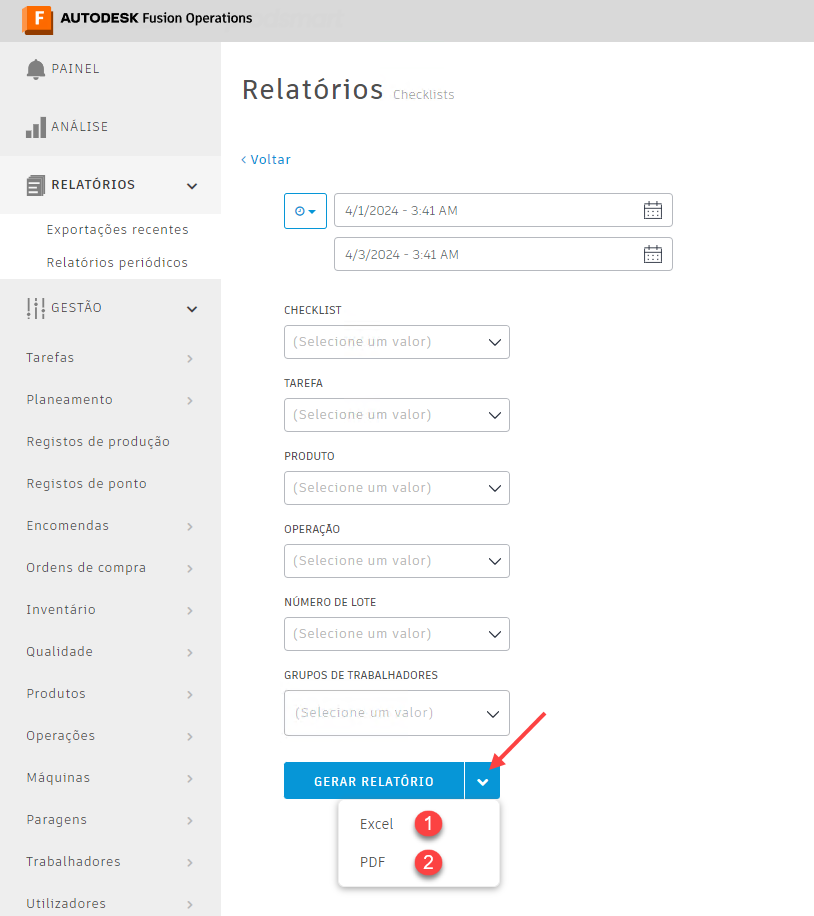 F AUTODESK Fusion Operations
PAINEL
ANÁLISE
RELATÓRIOS
Exportações recentes
Relatórios periódicos
GESTÃO
Tarefas
Planeamento
Registos de produção
Registos de ponto
Encomendas
Ordens de compra
Inventário
Qualidade
Produtos
Operações
Máquinas
Paragens
Trabalhadores
Utilizadores
Relatórios Checklists
Voltar
4/1/2024 - 3:41 AM
4/3/2024 - 3:41 AM
CHECKLIST
(Selecione um valor)
TAREFA
(Selecione um valor)
PRODUTO
(Selecione um valor)
OPERAÇÃO
(Selecione um valor)
NÚMERO DE LOTE
(Selecione um valor)
GRUPOS DE TRABALHADORES
(Selecione um valor)
GERAR RELATÓRIO
Excel 1
PDF 2